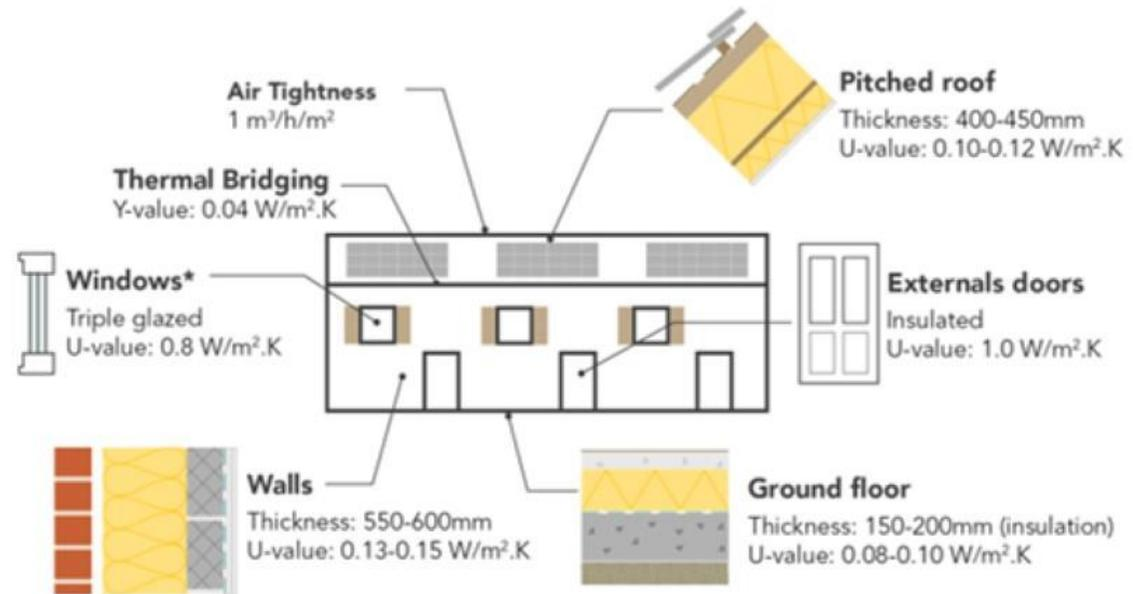 Air Tightness
1 m³/h/m²
Pitched roof
Thickness: 400-450mm
U-value: 0.10-0.12 W/m².K
Thermal Bridging
Y-value: 0.04 W/m².K
Windows*
Triple glazed
U-value: 0.8 W/m².K
Externals doors
Insulated
U-value: 1.0 W/m².K
Walls
Thickness: 550-600mm
U-value: 0.13-0.15 W/m².K
Ground floor
Thickness: 150-200mm (insulation)
U-value: 0.08-0.10 W/m².K